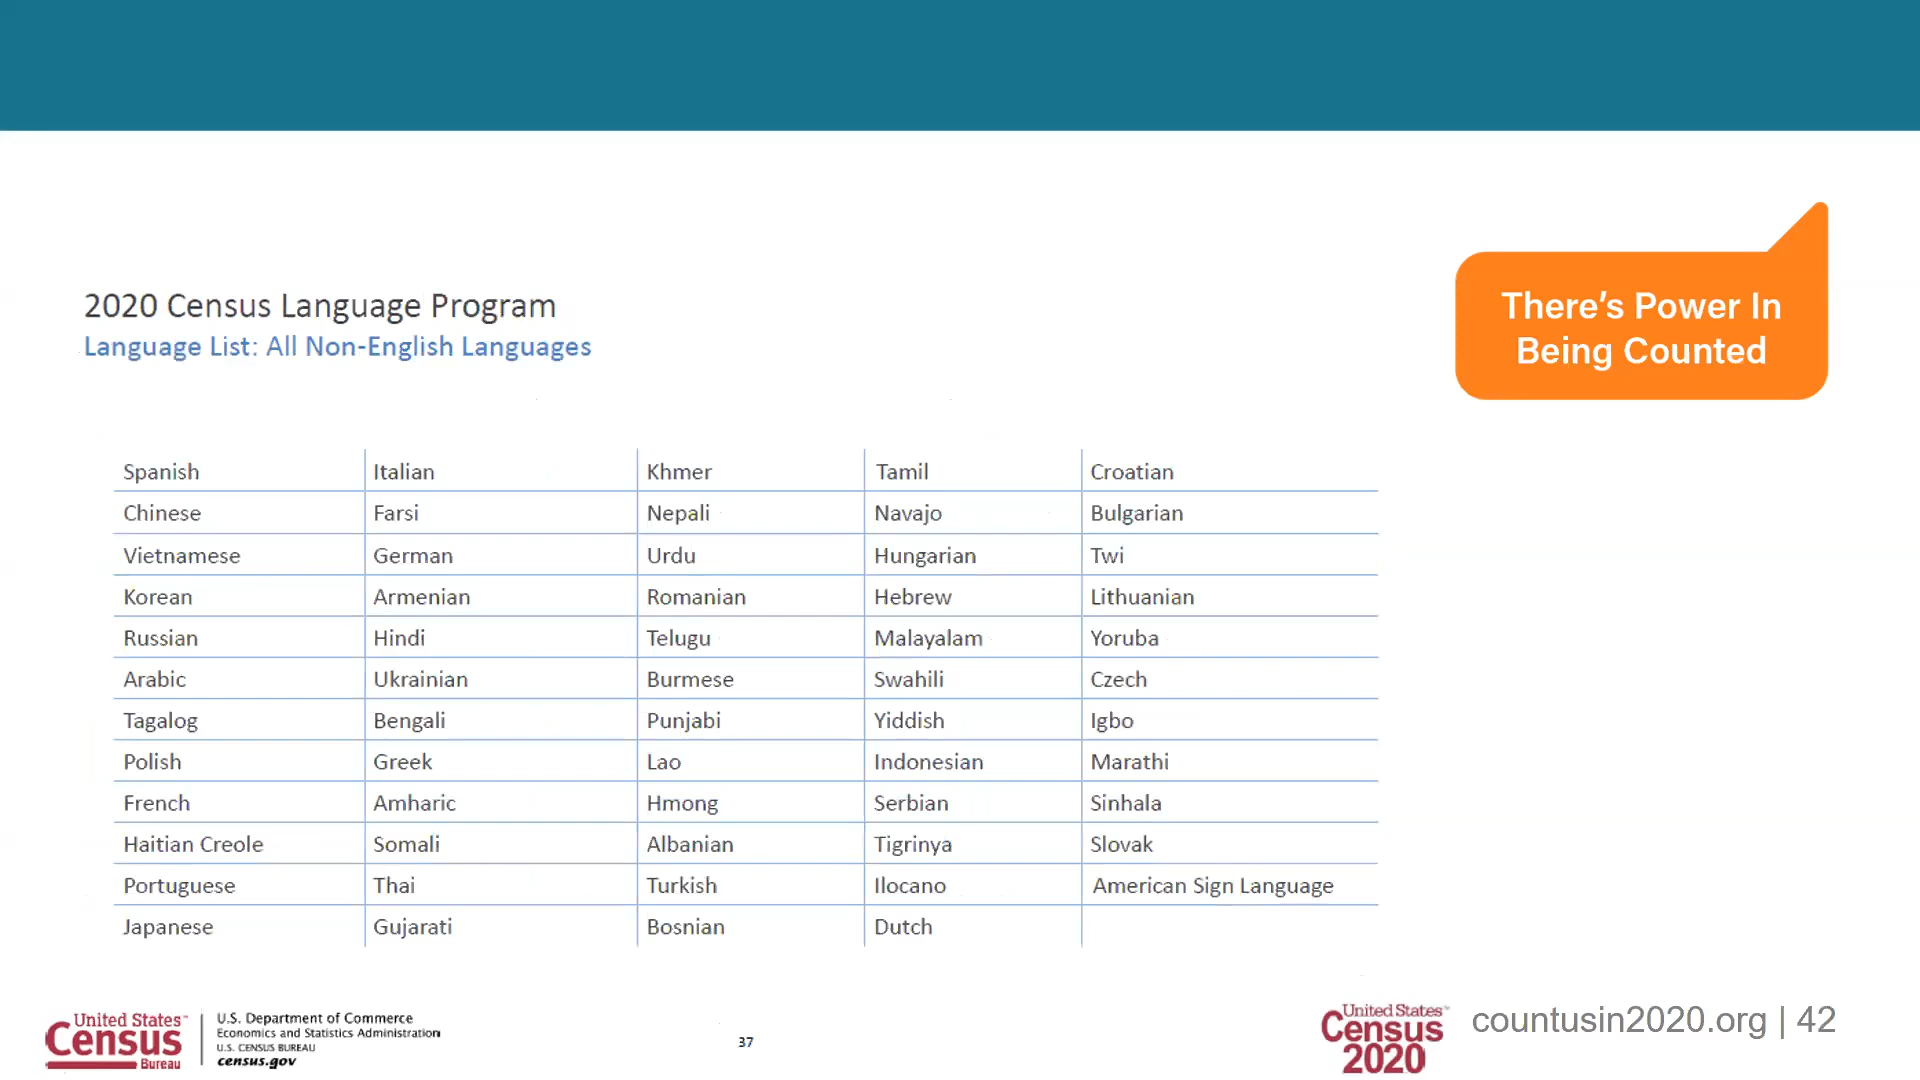 There's Power In
Being Counted
2020 Census Language Program
Language List: All Non-English Languages
Spanish Italian Khmer Tamil Croatian
Chinese Farsi Nepali Navajo Bulgarian
Vietnamese German Urdu Hungarian Twi
Korean Armenian Romanian Hebrew Lithuanian
Russian Hindi Telugu Malayalam Yoruba
Arabic Ukrainian Burmese Swahili Czech
Tagalog Bengali Punjabi Yiddish Igbo
Polish Greek Lao Indonesian Marathi
French Amharic Hmong Serbian Sinhala
Haitian Creole Somali Albanian Tigrinya Slovak
Portuguese Thai Turkish Ilocano American Sign Language
Japanese Gujarati Bosnian Dutch
United States™
Census
Bureau
U.S. Department of Commerce
Economics and Statistics Administration
U.S. CENSUS BUREAU
census.gov
37
United States™
Census
2020
countusin2020.org | 42